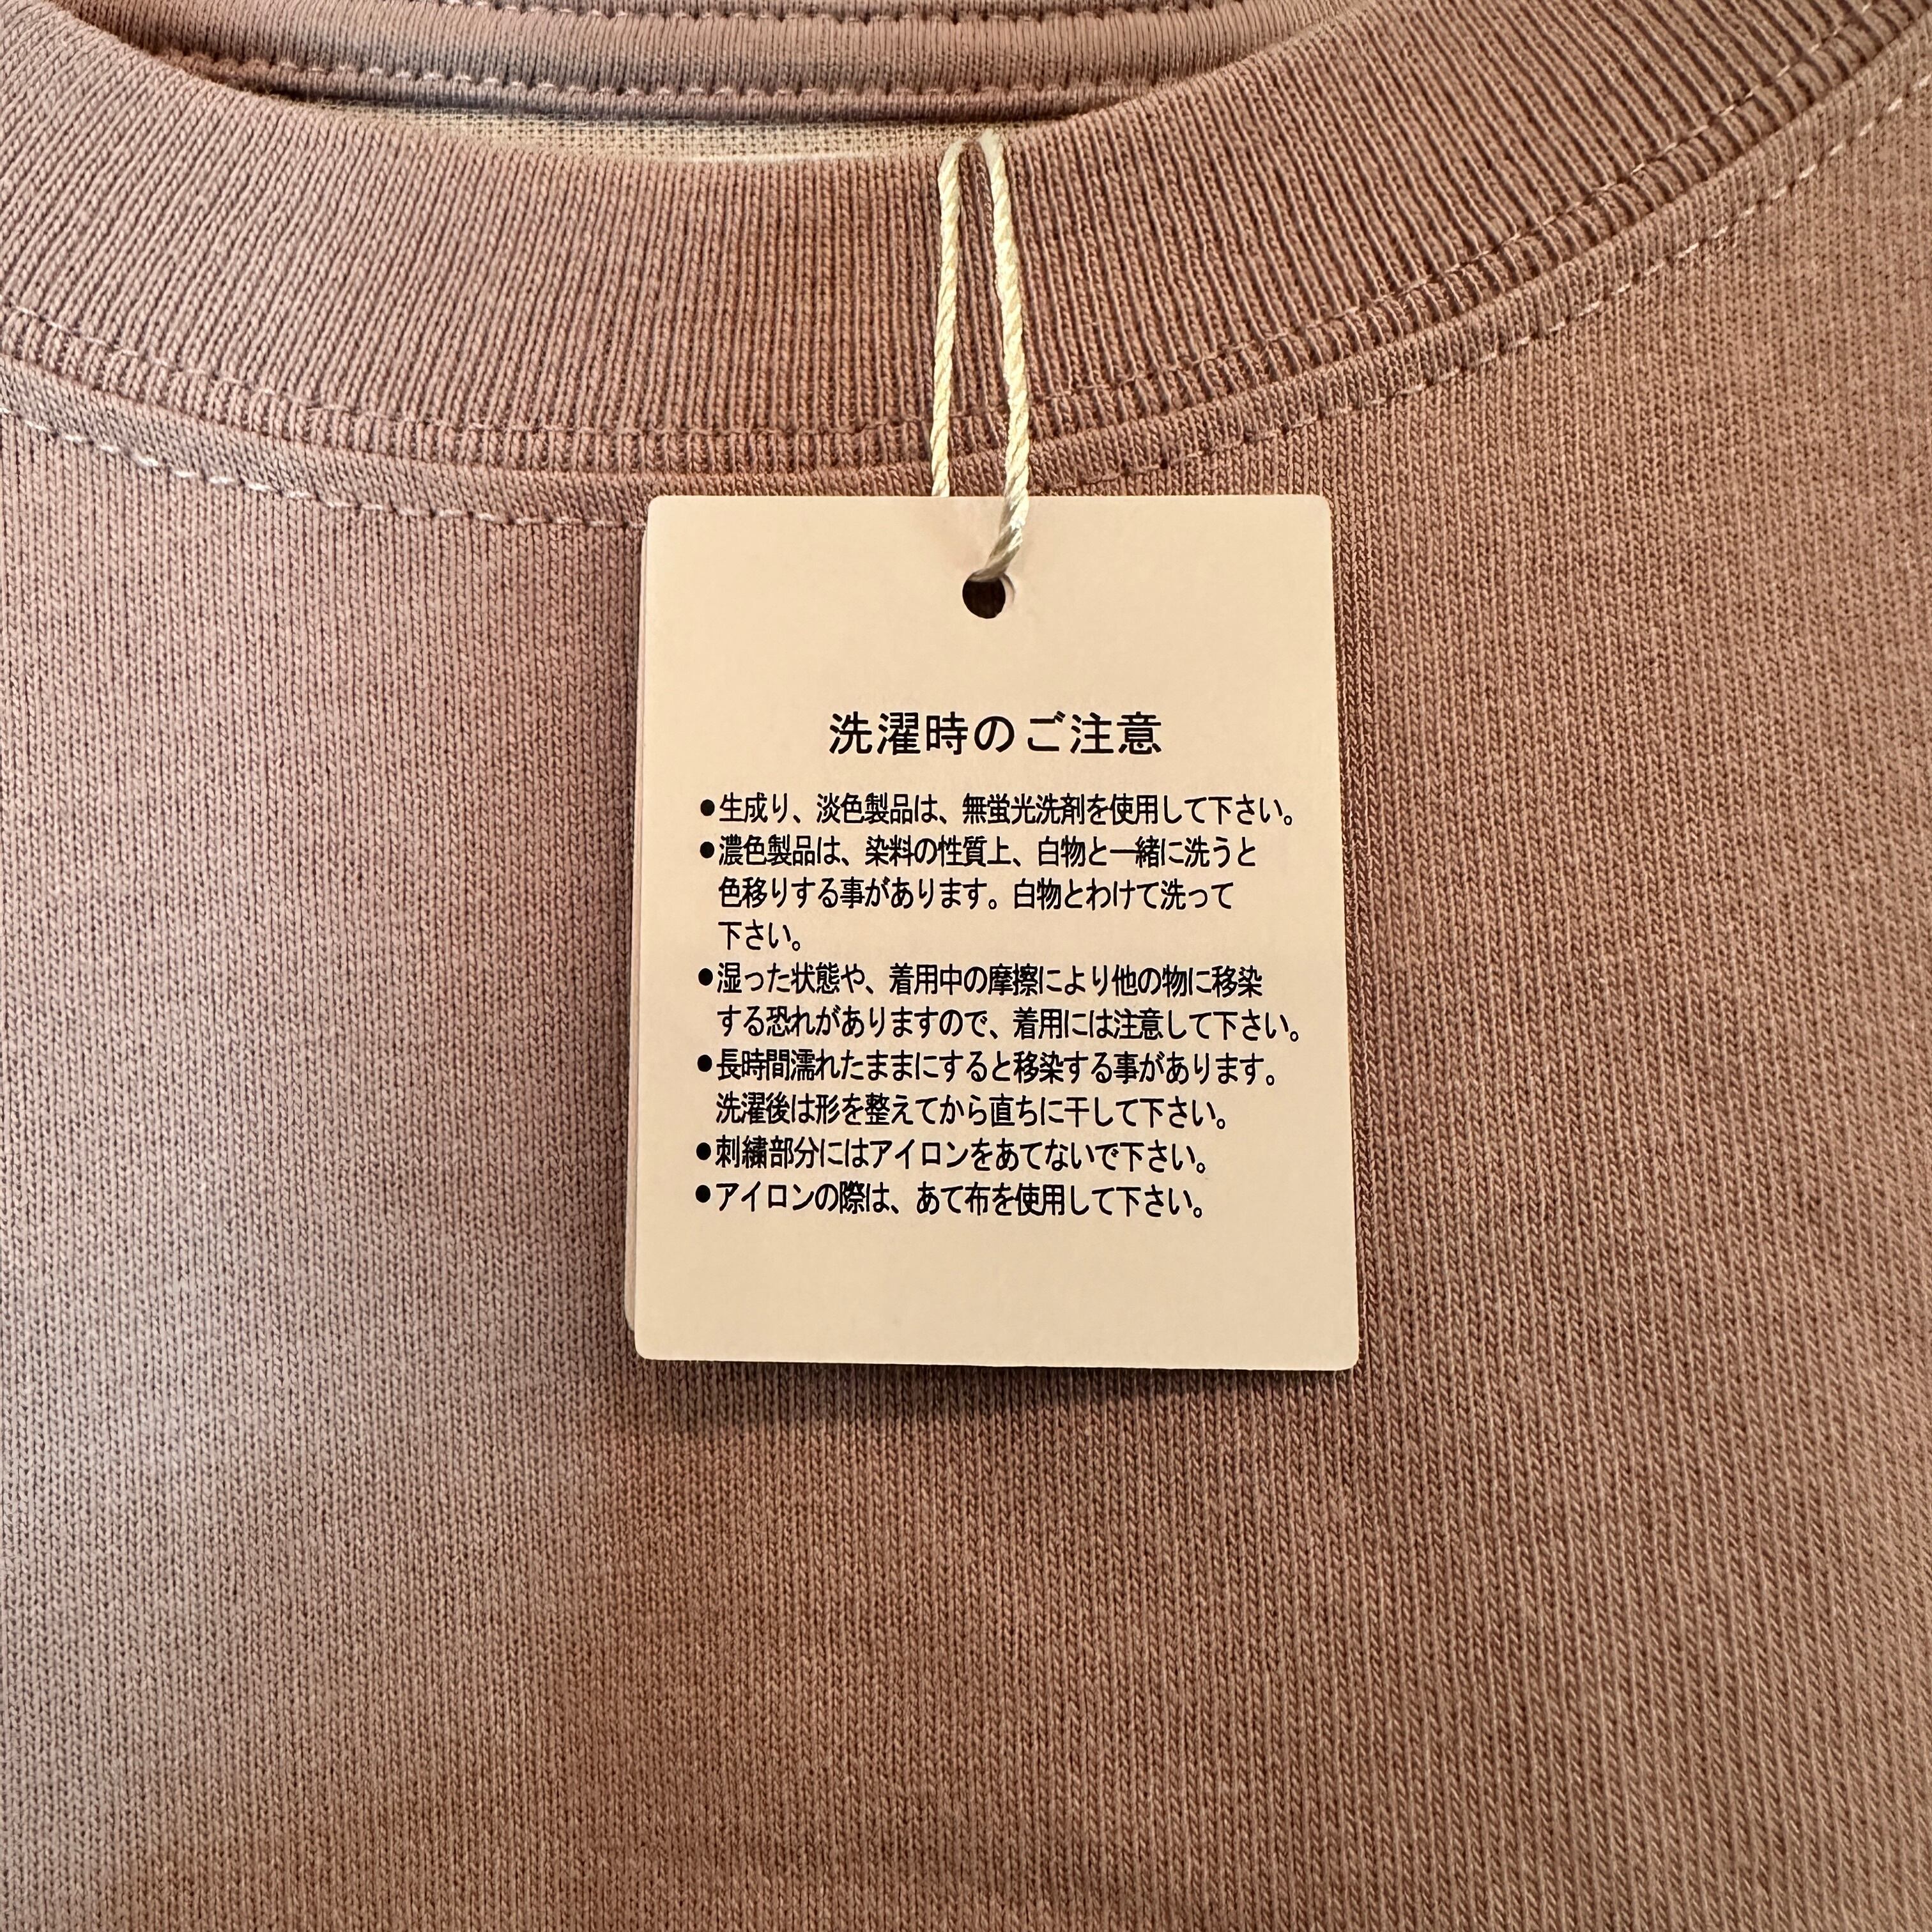 洗濯時のご注意
●生成り、淡色製品は、無蛍光洗剤を使用して下さい。
●濃色製品は、染料の性質上、白物と一緒に洗うと
色移りする事があります。白物とわけて洗って
下さい。
●湿った状態や、着用中の摩擦により他の物に移染
する恐れがありますので、着用には注意して下さい。
●長時間濡れたままにすると移染する事があります。
洗濯後は形を整えてから直ちに干して下さい。
●刺繍部分にはアイロンをあてないで下さい。
●アイロンの際は、あて布を使用して下さい。